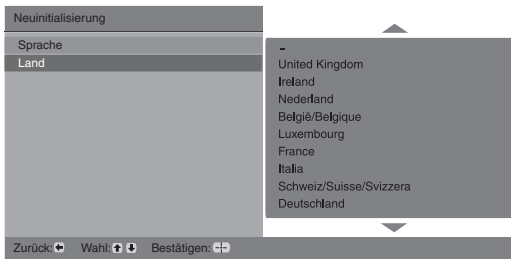 Neuinitialisierung
Sprache
Land
-
United Kingdom
Ireland
Nederland
België/Belgique
Luxembourg
France
Italia
Schweiz/Suisse/Svizzera
Deutschland
Zurück: Wahl: Bestätigen: